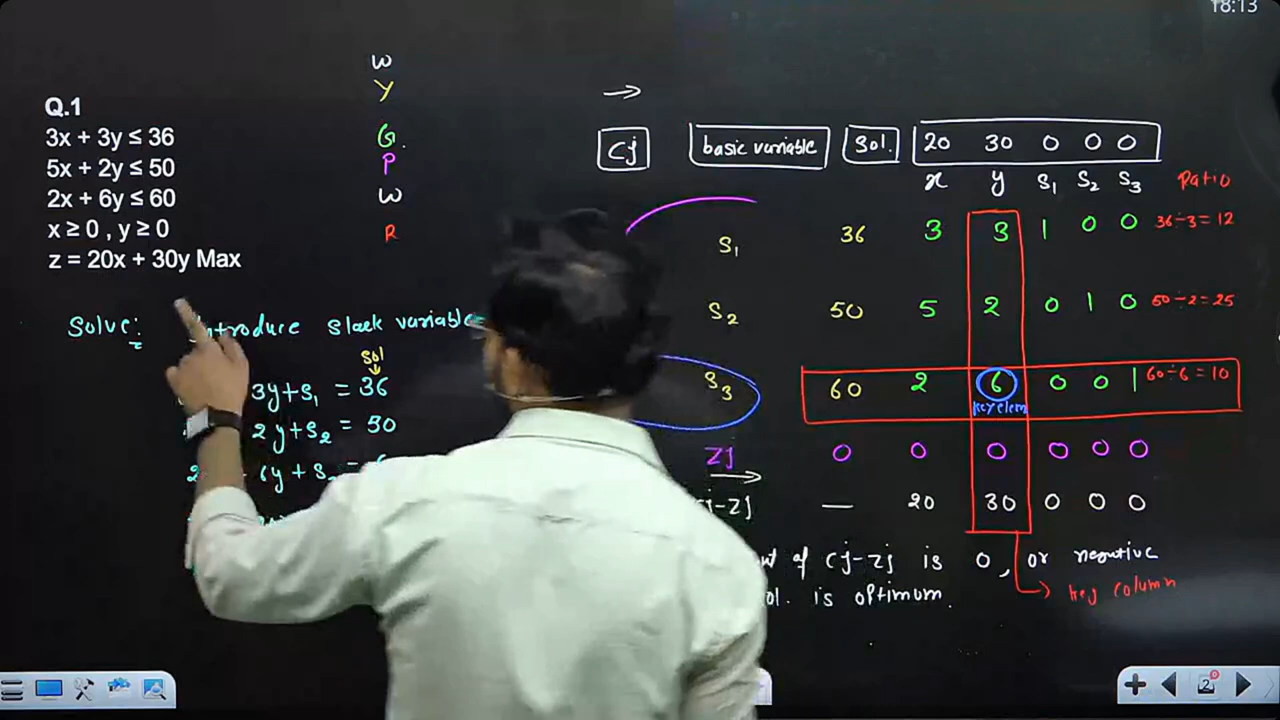 18:13
W
Y
G.
P
W
R
Q.1
3x + 3y ≤ 36
5x + 2y ≤ 50
2x + 6y ≤ 60
x ≥ 0 , y ≥ 0
z = 20x + 30y Max
Solve:
introduce slack variable
Sol
3y+S₁ = 36
2y+S₂ = 50
2 6y + S
→
Cj basic variable Sol. 20 30 0 0 0
x y S₁ S₂ S₃ Ratio
S₁ 36 3 3 1 0 0 36÷3 = 12
S₂ 50 5 2 0 1 0 50÷2 = 25
S₃ 60 2 6 0 0 1 60÷6 = 10
key elem
Zj 0 0 0 0 0 0
→
j-Zj — 20 30 0 0 0
of Cj-Zj is 0, or negative
ol. is optimum.
key column
2